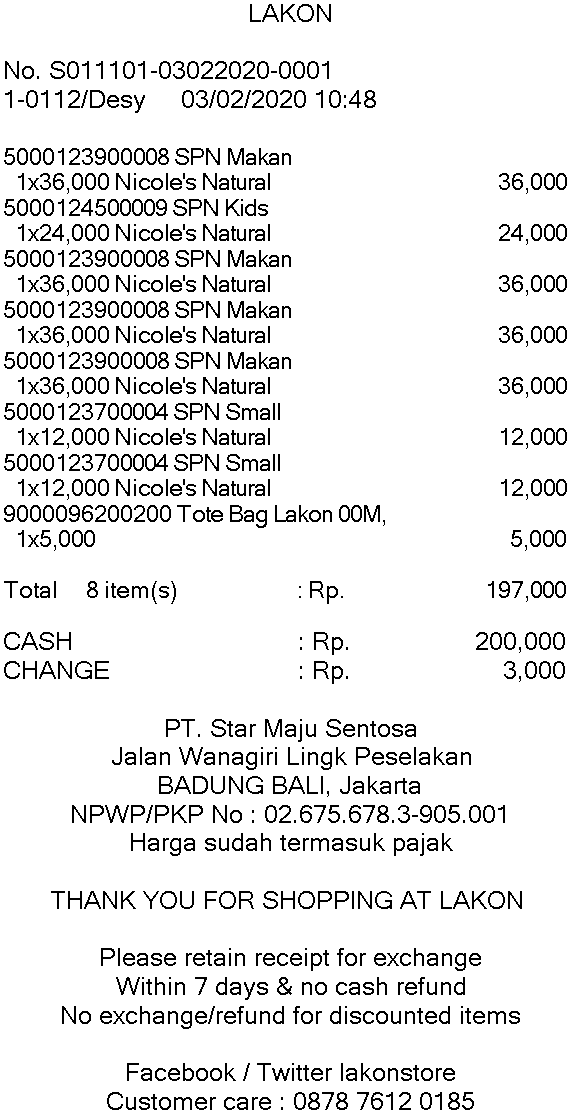 LAKON
No. S011101-03022020-0001
1-0112/Desy 03/02/2020 10:48
5000123900008 SPN Makan
1x36,000 Nicole's Natural 36,000
5000124500009 SPN Kids
1x24,000 Nicole's Natural 24,000
5000123900008 SPN Makan
1x36,000 Nicole's Natural 36,000
5000123900008 SPN Makan
1x36,000 Nicole's Natural 36,000
5000123900008 SPN Makan
1x36,000 Nicole's Natural 36,000
5000123700004 SPN Small
1x12,000 Nicole's Natural 12,000
5000123700004 SPN Small
1x12,000 Nicole's Natural 12,000
9000096200200 Tote Bag Lakon 00M,
1x5,000 5,000
Total 8 item(s) : Rp. 197,000
CASH : Rp. 200,000
CHANGE : Rp. 3,000
PT. Star Maju Sentosa
Jalan Wanagiri Lingk Peselakan
BADUNG BALI, Jakarta
NPWP/PKP No : 02.675.678.3-905.001
Harga sudah termasuk pajak
THANK YOU FOR SHOPPING AT LAKON
Please retain receipt for exchange
Within 7 days & no cash refund
No exchange/refund for discounted items
Facebook / Twitter lakonstore
Customer care : 0878 7612 0185